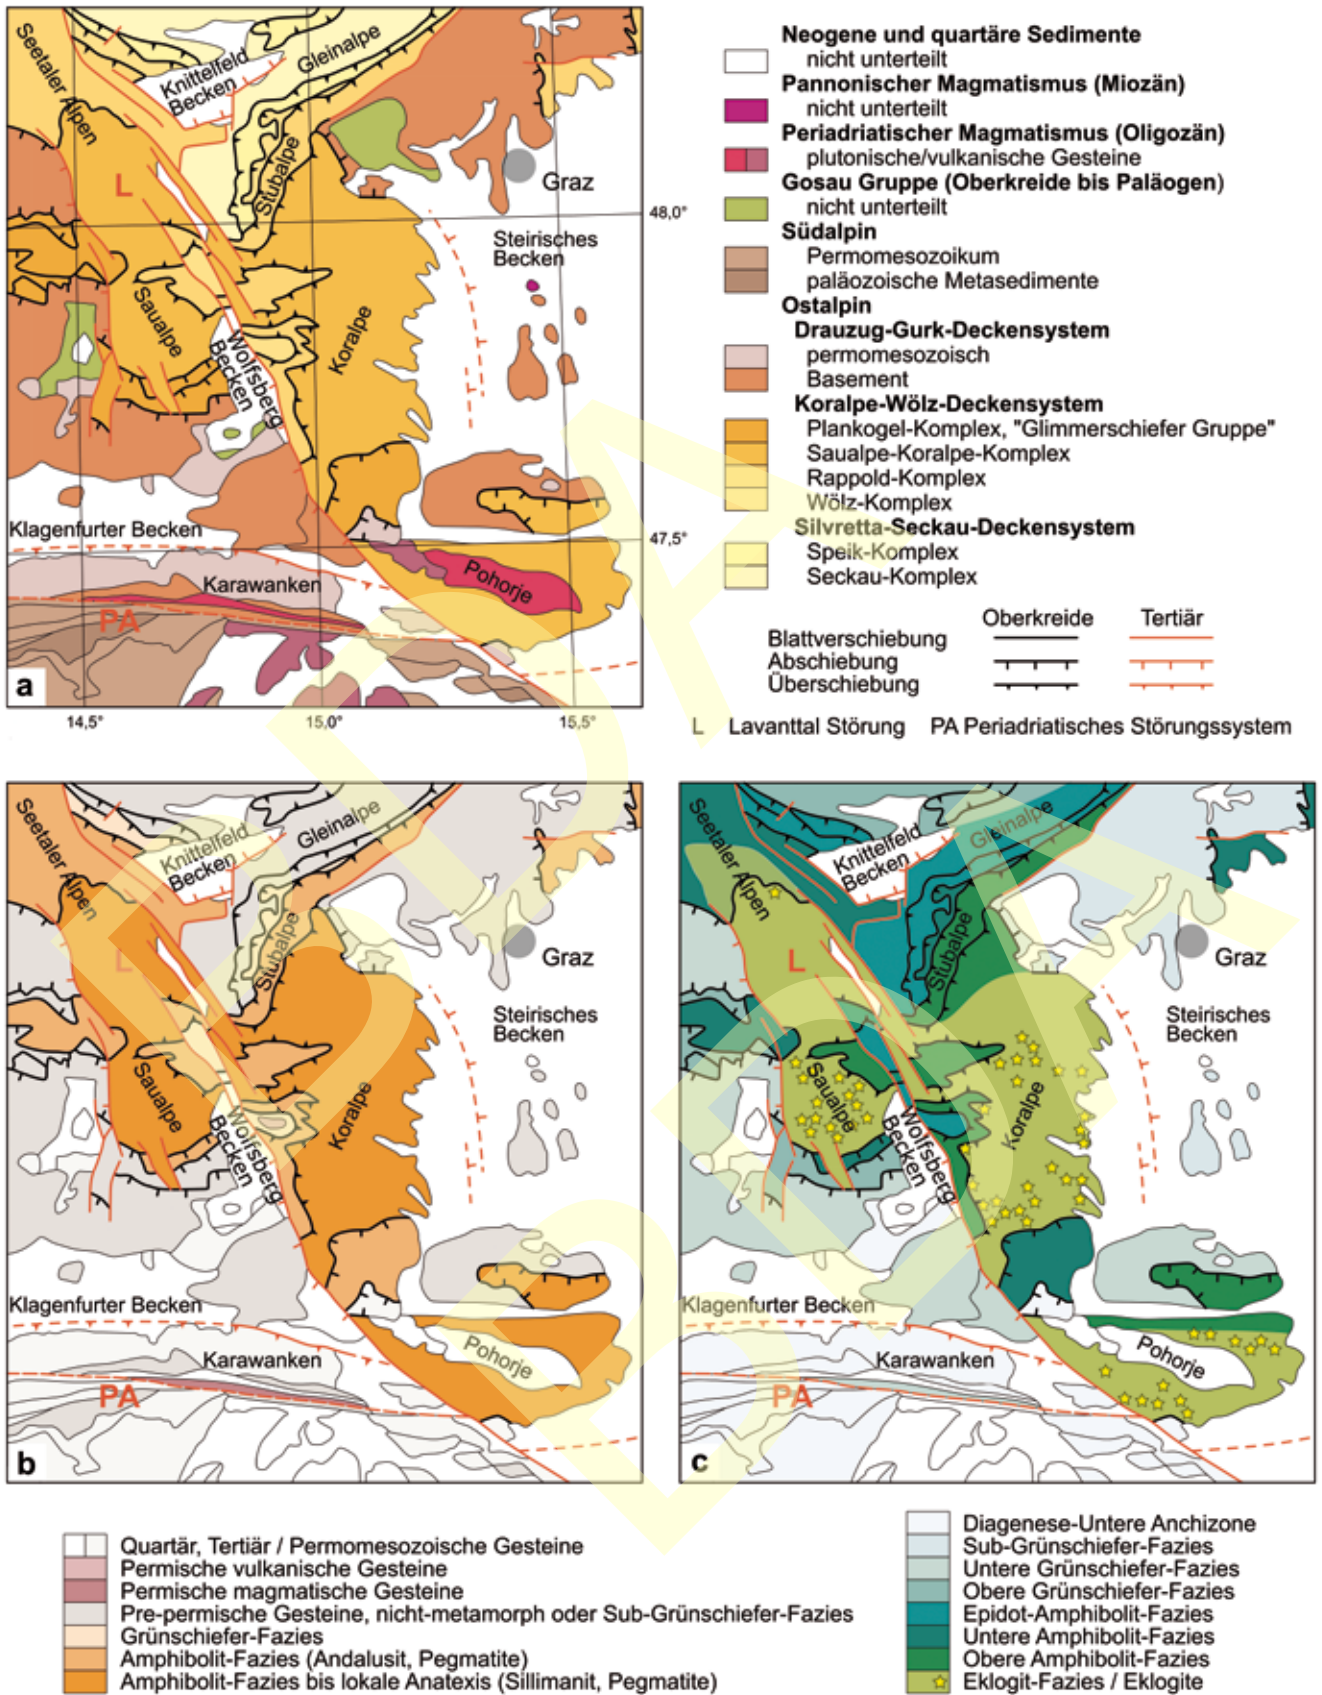 Seetaler Alpen
Knittelfeld
Becken
Gleinalpe
Stubalpe
L
Graz
48,0°
Steirisches
Becken
Saualpe
Wolfsberg
Becken
Koralpe
Klagenfurter Becken
47,5°
Karawanken
Pohorje
PA
a
14,5°
15,0°
15,5°
Neogene und quartäre Sedimente
nicht unterteilt
Pannonischer Magmatismus (Miozän)
nicht unterteilt
Periadriatischer Magmatismus (Oligozän)
plutonische/vulkanische Gesteine
Gosau Gruppe (Oberkreide bis Paläogen)
nicht unterteilt
Südalpin
Permomesozoikum
paläozoische Metasedimente
Ostalpin
Drauzug-Gurk-Deckensystem
permomesozoisch
Basement
Koralpe-Wölz-Deckensystem
Plankogel-Komplex, "Glimmerschiefer Gruppe"
Saualpe-Koralpe-Komplex
Rappold-Komplex
Wölz-Komplex
Silvretta-Seckau-Deckensystem
Speik-Komplex
Seckau-Komplex
Oberkreide Tertiär
Blattverschiebung
Abschiebung
Überschiebung
L Lavanttal Störung PA Periadriatisches Störungssystem
Seetaler Alpen
Knittelfeld
Becken
Gleinalpe
Stubalpe
L
Graz
Steirisches
Becken
Saualpe
Wolfsberg
Becken
Koralpe
Klagenfurter Becken
Karawanken
Pohorje
PA
b
Seetaler Alpen
Knittelfeld
Becken
Gleinalpe
Stubalpe
L
Graz
Steirisches
Becken
Saualpe
Wolfsberg
Becken
Koralpe
Klagenfurter Becken
Karawanken
Pohorje
PA
c
Quartär, Tertiär / Permomesozoische Gesteine
Permische vulkanische Gesteine
Permische magmatische Gesteine
Pre-permische Gesteine, nicht-metamorph oder Sub-Grünschiefer-Fazies
Grünschiefer-Fazies
Amphibolit-Fazies (Andalusit, Pegmatite)
Amphibolit-Fazies bis lokale Anatexis (Sillimanit, Pegmatite)
Diagenese-Untere Anchizone
Sub-Grünschiefer-Fazies
Untere Grünschiefer-Fazies
Obere Grünschiefer-Fazies
Epidot-Amphibolit-Fazies
Untere Amphibolit-Fazies
Obere Amphibolit-Fazies
Eklogit-Fazies / Eklogite